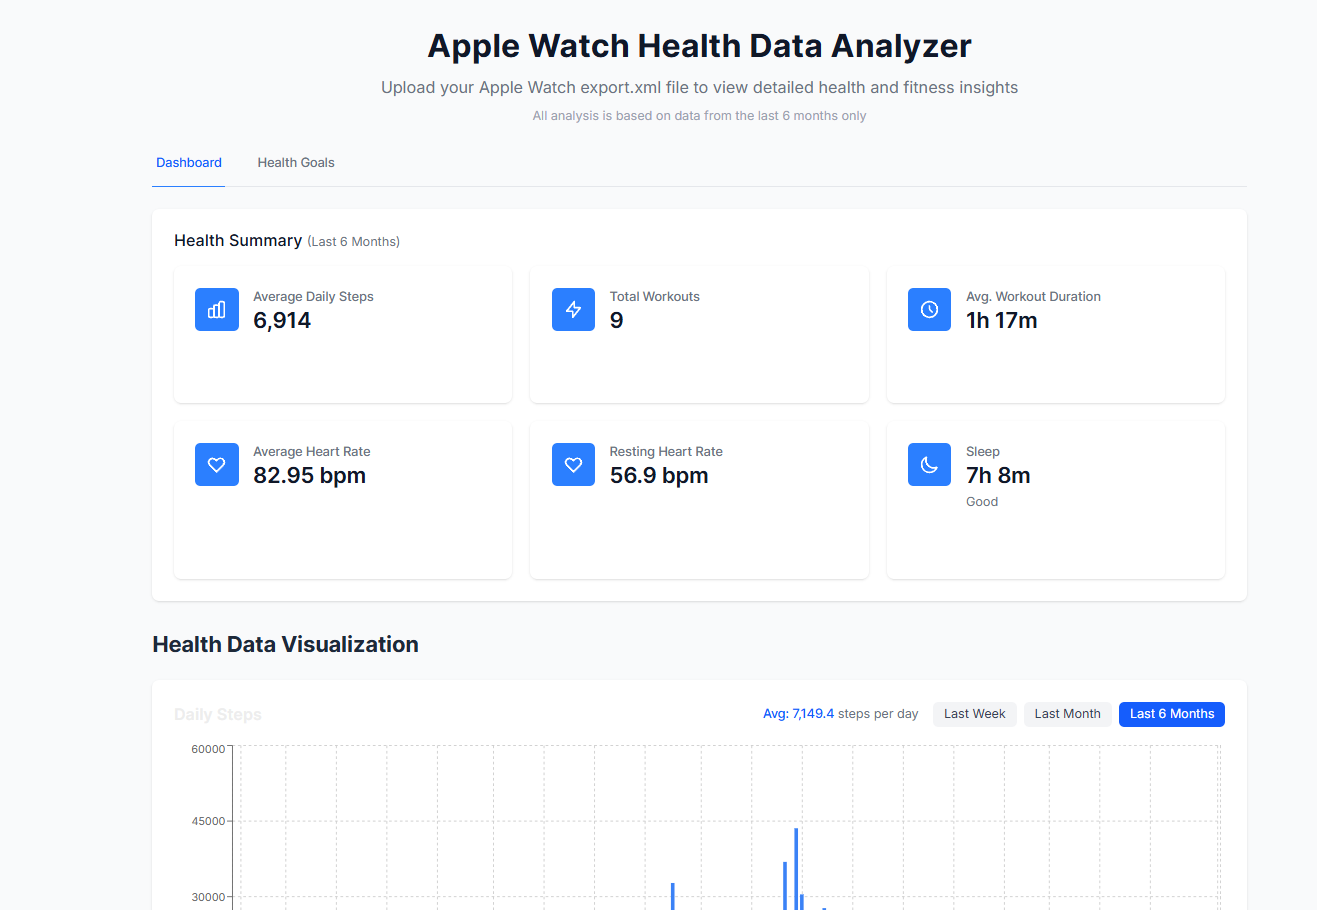 Apple Watch Health Data Analyzer
Upload your Apple Watch export.xml file to view detailed health and fitness insights
All analysis is based on data from the last 6 months only
Dashboard Health Goals
Health Summary (Last 6 Months)
Average Daily Steps
6,914
Total Workouts
9
Avg. Workout Duration
1h 17m
Average Heart Rate
82.95 bpm
Resting Heart Rate
56.9 bpm
Sleep
7h 8m
Good
Health Data Visualization
Daily Steps Avg: 7,149.4 steps per day Last Week Last Month Last 6 Months
60000
45000
30000